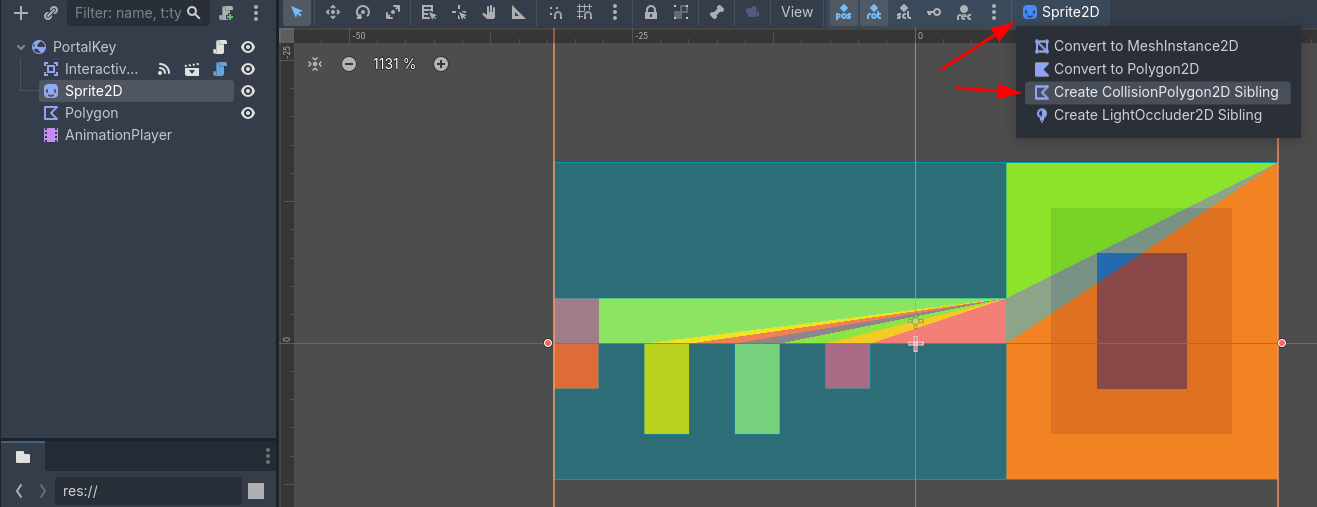 Filter: name, t:ty
View
pos
rot
scl
rec
Sprite2D
PortalKey
Interactiv...
Sprite2D
Polygon
AnimationPlayer
-50
-25
0
-25
0
1131 %
Convert to MeshInstance2D
Convert to Polygon2D
Create CollisionPolygon2D Sibling
Create LightOccluder2D Sibling
res://